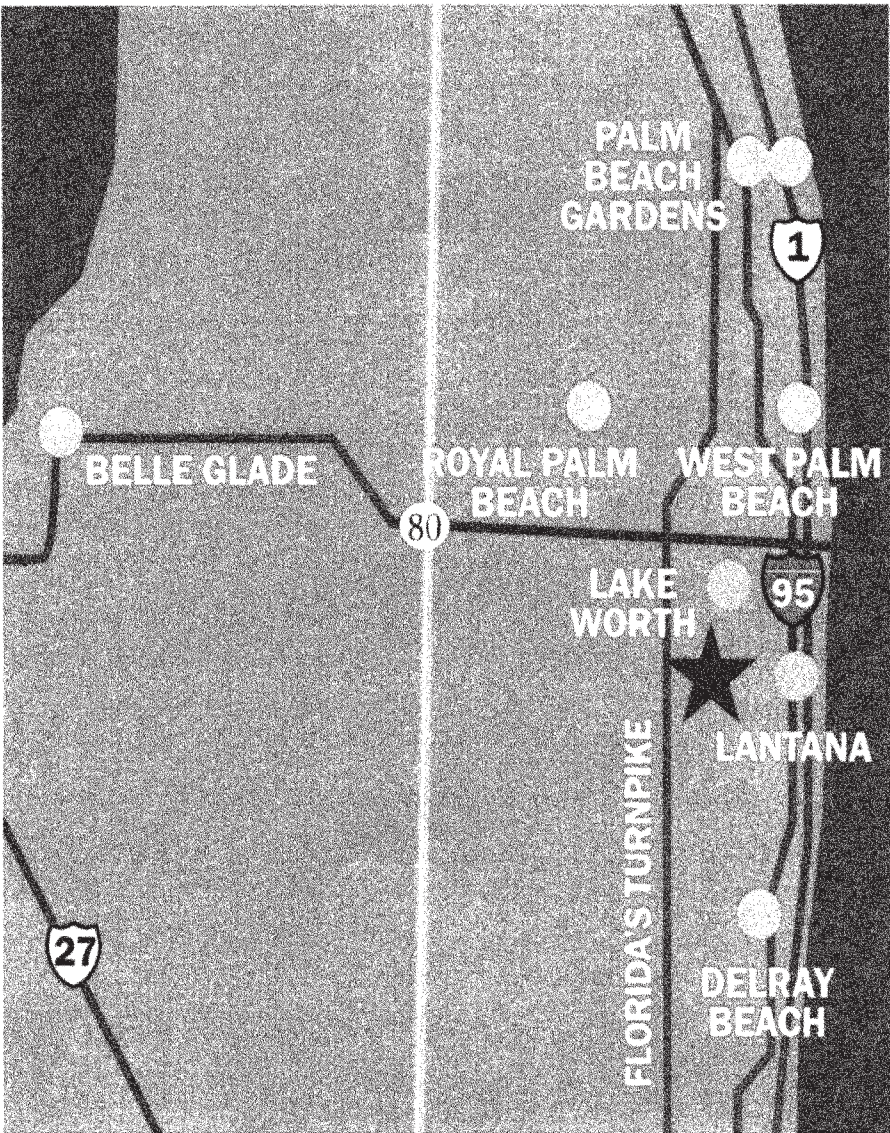 PALM
BEACH
GARDENS
1
BELLE GLADE
ROYAL PALM
BEACH
WEST PALM
BEACH
80
LAKE
WORTH
95
LANTANA
FLORIDA'S TURNPIKE
27
DELRAY
BEACH